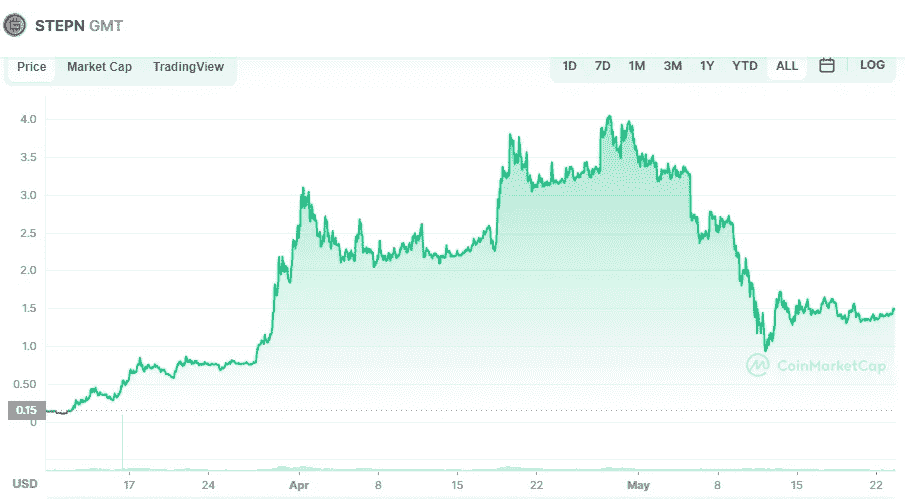 STEPN GMT
Price Market Cap TradingView 1D 7D 1M 3M 1Y YTD ALL LOG
4.0
3.5
3.0
2.5
2.0
1.5
1.0
0.50
0.15
0
CoinMarketCap
USD 17 24 Apr 8 15 22 May 8 15 22